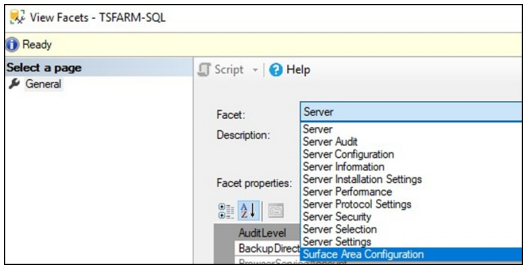 View Facets - TSFARM-SQL
Ready
Select a page
General
Script
Help
Facet:
Server
Description:
Server
Server Audit
Server Configuration
Server Information
Server Installation Settings
Server Performance
Server Protocol Settings
Server Security
Server Selection
Server Settings
Surface Area Configuration
Facet properties:
AuditLevel
BackupDirect